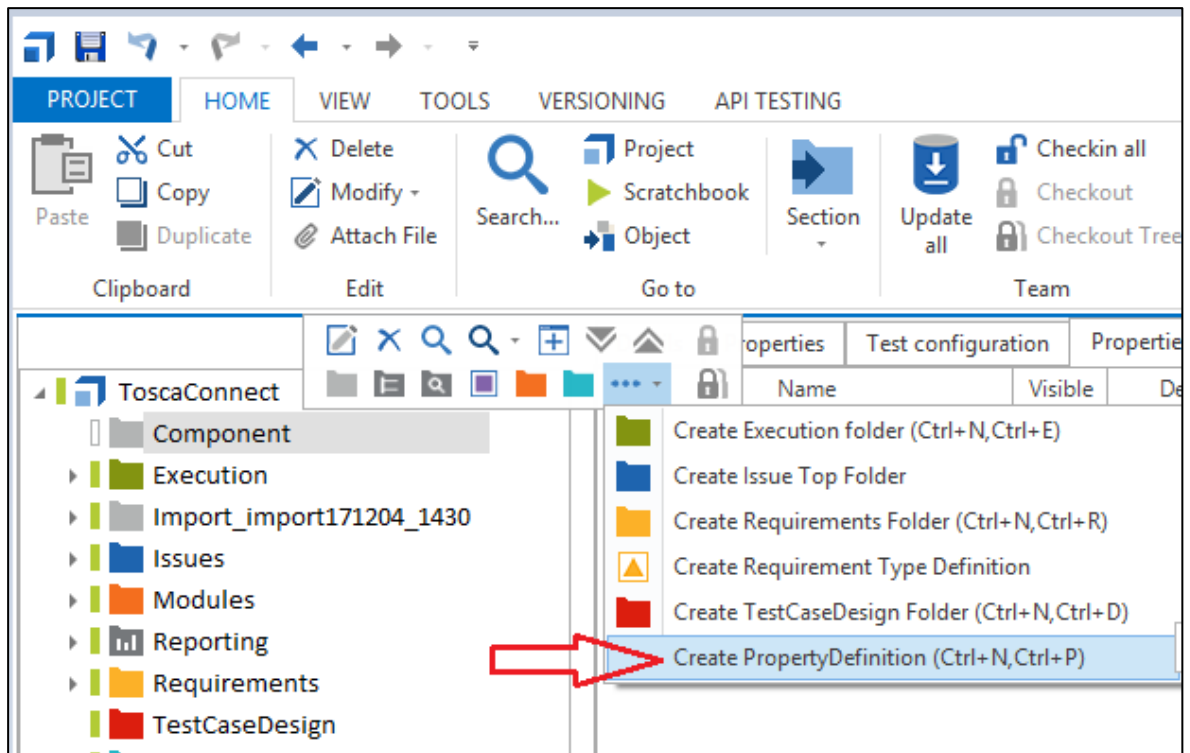 PROJECT HOME VIEW TOOLS VERSIONING API TESTING
Paste
Cut
Copy
Duplicate
Clipboard
Delete
Modify
Attach File
Edit
Search...
Project
Scratchbook
Object
Section
Go to
Update
all
Checkin all
Checkout
Checkout Tree
Team
operties Test configuration Propertie
Name Visible De
ToscaConnect
Component
Execution
Import_import171204_1430
Issues
Modules
Reporting
Requirements
TestCaseDesign
Create Execution folder (Ctrl+N,Ctrl+E)
Create Issue Top Folder
Create Requirements Folder (Ctrl+N,Ctrl+R)
Create Requirement Type Definition
Create TestCaseDesign Folder (Ctrl+N,Ctrl+D)
Create PropertyDefinition (Ctrl+N,Ctrl+P)